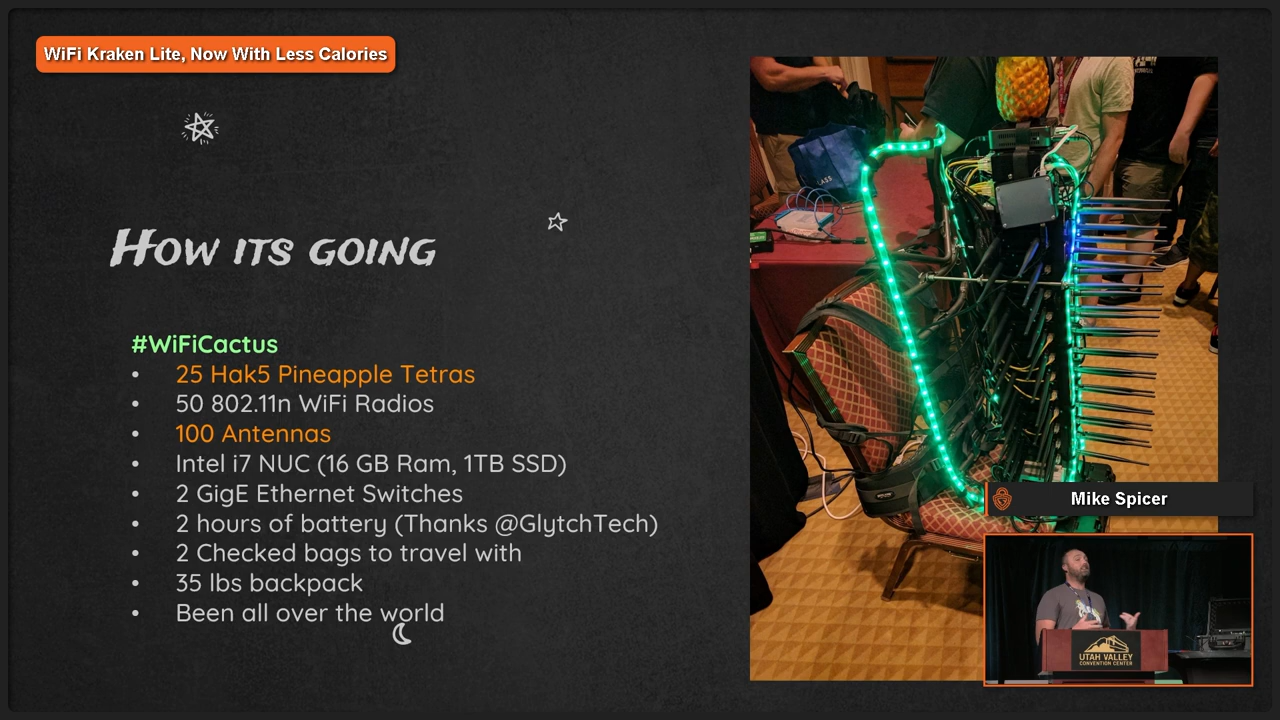 WiFi Kraken Lite, Now With Less Calories
How its going
#WiFiCactus
• 25 Hak5 Pineapple Tetras
• 50 802.11n WiFi Radios
• 100 Antennas
• Intel i7 NUC (16 GB Ram, 1TB SSD)
• 2 GigE Ethernet Switches
• 2 hours of battery (Thanks @GlytchTech)
• 2 Checked bags to travel with
• 35 lbs backpack
• Been all over the world
CLASS
Mike Spicer
UTAH VALLEY
CONVENTION CENTER